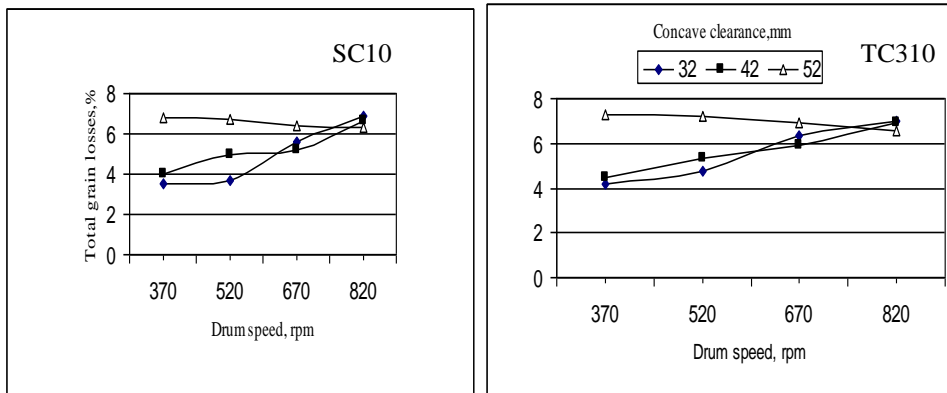 SC10
Total grain losses,%
8
6
4
2
0
370 520 670 820
Drum speed, rpm
Concave clearance,mm
32 42 52
TC310
8
6
4
2
0
370 520 670 820
Drum speed, rpm